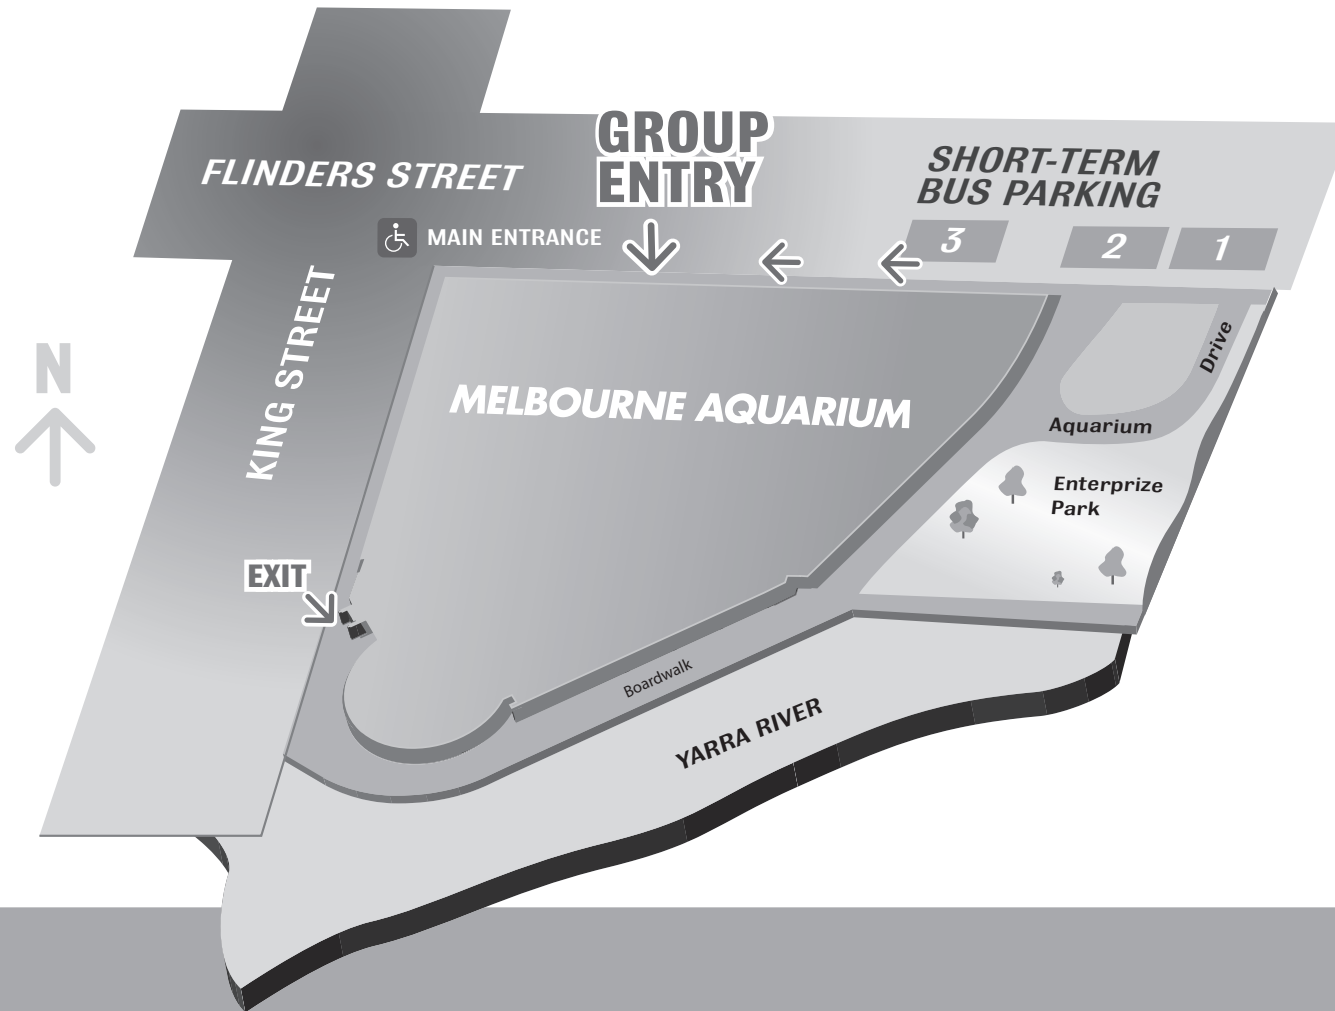 GROUP
ENTRY
FLINDERS STREET
SHORT-TERM
BUS PARKING
MAIN ENTRANCE
3
2
1
KING STREET
N
Drive
MELBOURNE AQUARIUM
Aquarium
Enterprize
Park
EXIT
Boardwalk
YARRA RIVER